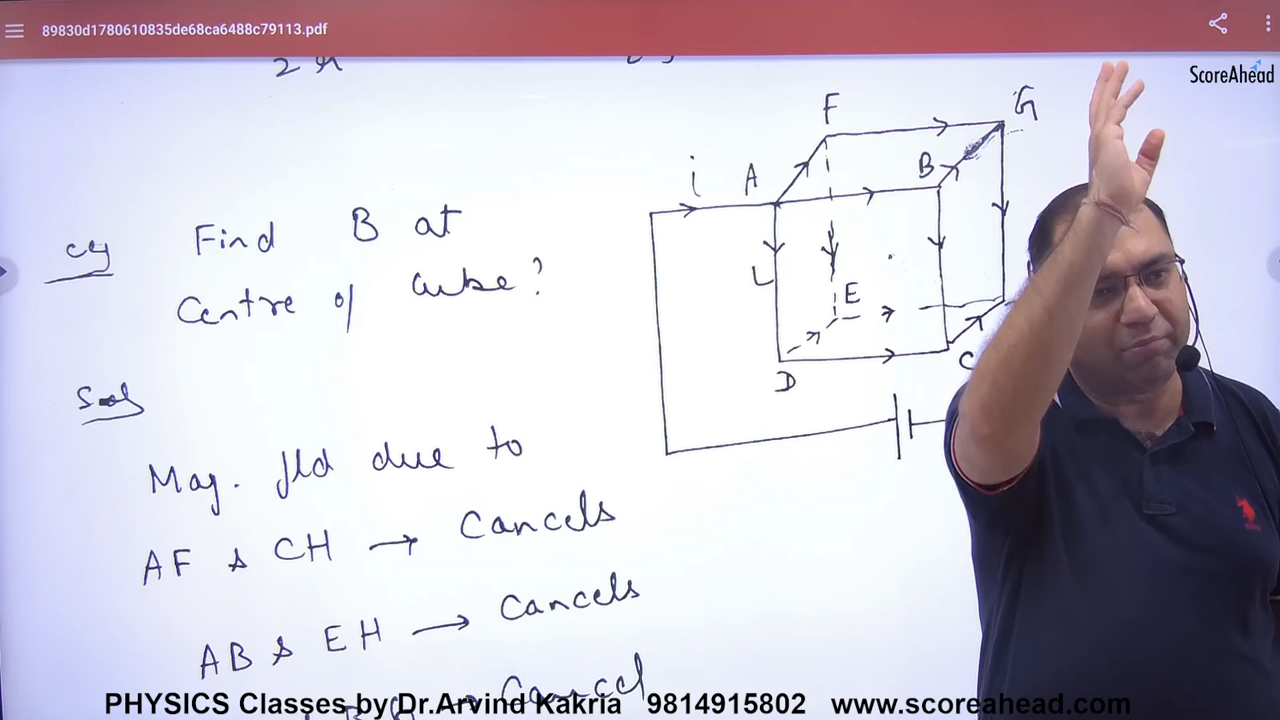 89830d1780610835de68ca6488c79113.pdf
ScoreAhead
Find B at
Centre of cube?
i
A
F
G
B
L
E
D
C
Sol
Mag. fld due to
AF & CH → Cancels
AB & EH → Cancels
→ Cancel
PHYSICS Classes by Dr.Arvind Kakria 9814915802 www.scoreahead.com